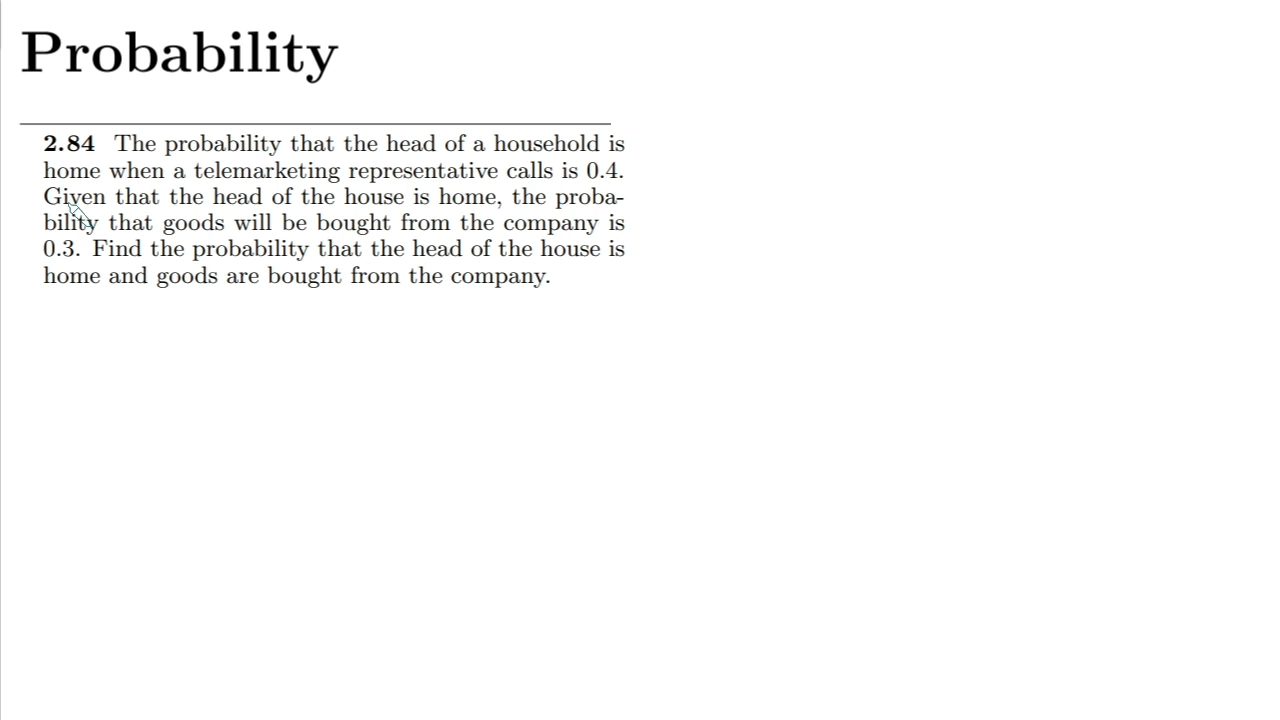 Probability
2.84 The probability that the head of a household is
home when a telemarketing representative calls is 0.4.
Given that the head of the house is home, the proba-
bility that goods will be bought from the company is
0.3. Find the probability that the head of the house is
home and goods are bought from the company.